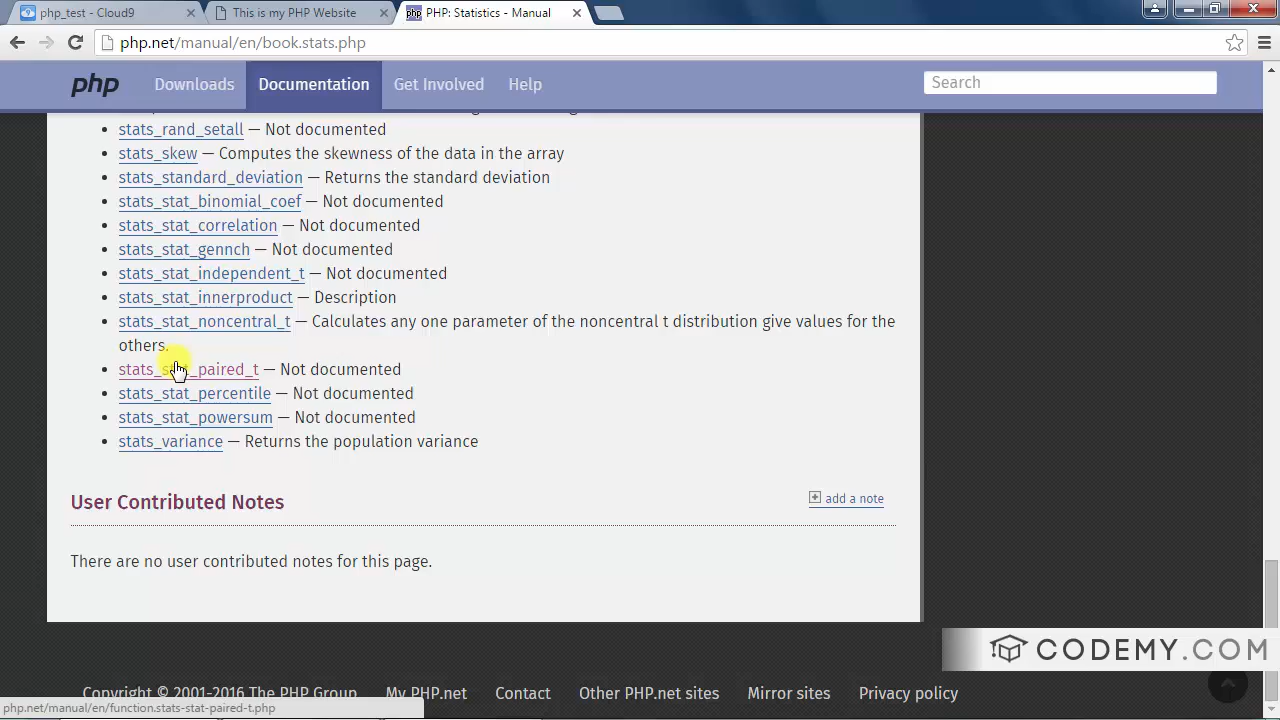 php_test - Cloud9
This is my PHP Website
php PHP: Statistics - Manual
php.net/manual/en/book.stats.php
php Downloads Documentation Get Involved Help Search
stats_rand_setall — Not documented
stats_skew — Computes the skewness of the data in the array
stats_standard_deviation — Returns the standard deviation
stats_stat_binomial_coef — Not documented
stats_stat_correlation — Not documented
stats_stat_gennch — Not documented
stats_stat_independent_t — Not documented
stats_stat_innerproduct — Description
stats_stat_noncentral_t — Calculates any one parameter of the noncentral t distribution give values for the
others.
stats_stat_paired_t — Not documented
stats_stat_percentile — Not documented
stats_stat_powersum — Not documented
stats_variance — Returns the population variance
User Contributed Notes
add a note
There are no user contributed notes for this page.
CODEMY.COM
Copyright © 2001-2016 The PHP Group My PHP.net Contact Other PHP.net sites Mirror sites Privacy policy
php.net/manual/en/function.stats-stat-paired-t.php